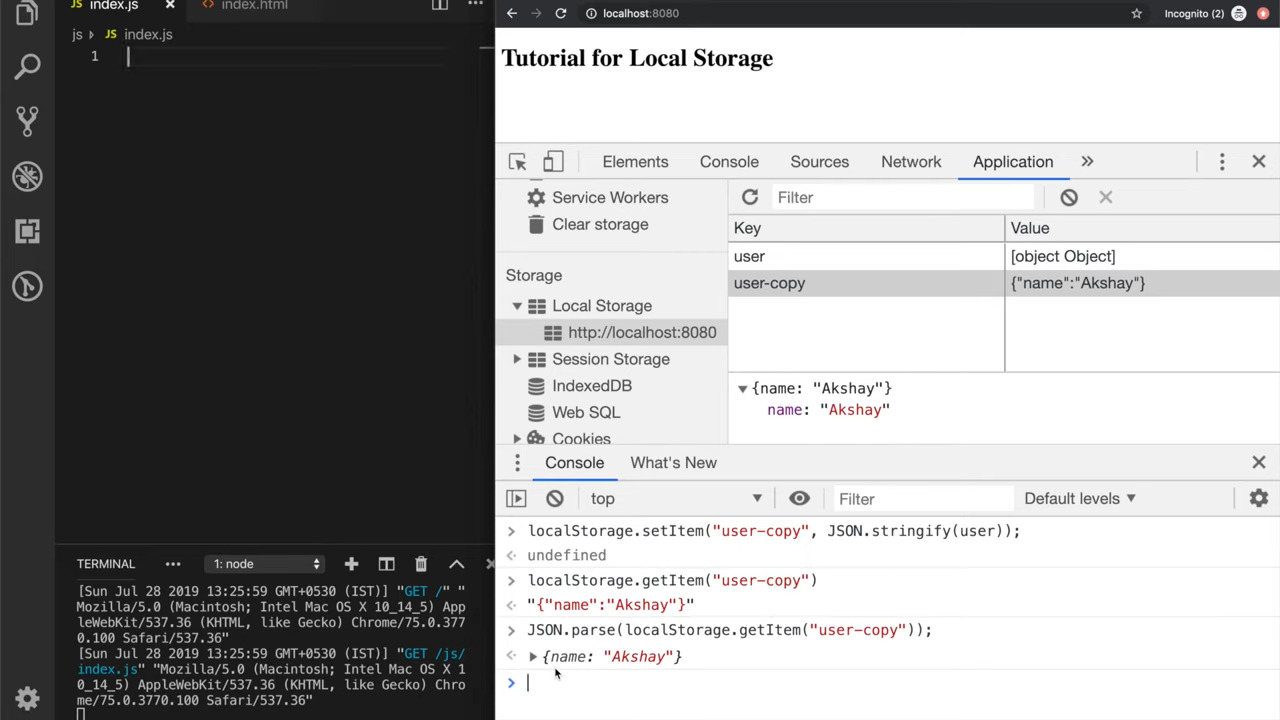 JS index.js × <> index.html ...
js JS index.js
1
TERMINAL ... 1: node
[Sun Jul 28 2019 13:25:59 GMT+0530 (IST)] "GET /" "
Mozilla/5.0 (Macintosh; Intel Mac OS X 10_14_5) App
leWebKit/537.36 (KHTML, like Gecko) Chrome/75.0.377
0.100 Safari/537.36"
[Sun Jul 28 2019 13:25:59 GMT+0530 (IST)] "GET /js/
index.js" "Mozilla/5.0 (Macintosh; Intel Mac OS X 1
0_14_5) AppleWebKit/537.36 (KHTML, like Gecko) Chro
me/75.0.3770.100 Safari/537.36"
localhost:8080 Incognito (2)
Tutorial for Local Storage
Elements Console Sources Network Application »
Service Workers
Clear storage
Storage
Local Storage
http://localhost:8080
Session Storage
IndexedDB
Web SQL
Cookies
Filter
Key Value
user [object Object]
user-copy {"name":"Akshay"}
{name: "Akshay"}
name: "Akshay"
Console What's New
top Filter Default levels
> localStorage.setItem("user-copy", JSON.stringify(user));
undefined
> localStorage.getItem("user-copy")
"{"name":"Akshay"}"
> JSON.parse(localStorage.getItem("user-copy"));
{name: "Akshay"}
>